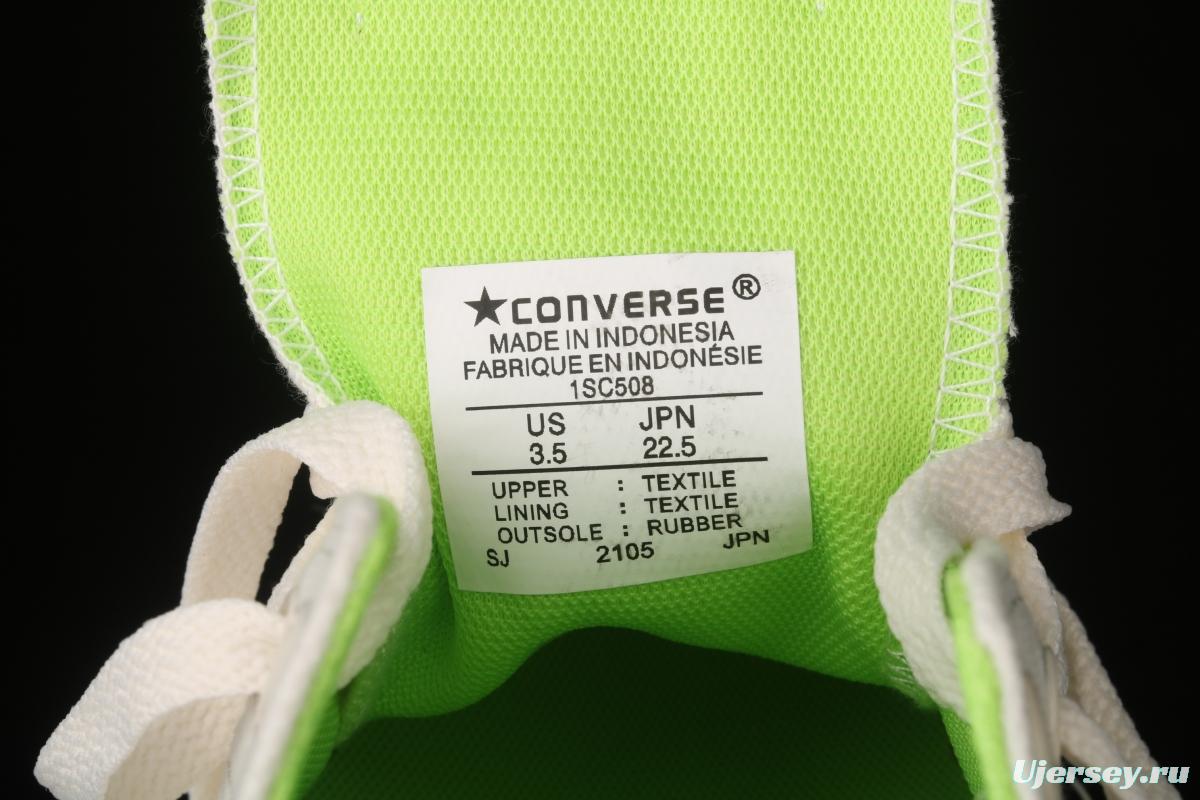 ★CONVERSE®
MADE IN INDONESIA
FABRIQUE EN INDONÉSIE
1SC508
US JPN
3.5 22.5
UPPER : TEXTILE
LINING : TEXTILE
OUTSOLE : RUBBER
SJ 2105 JPN
Ujersey.ru